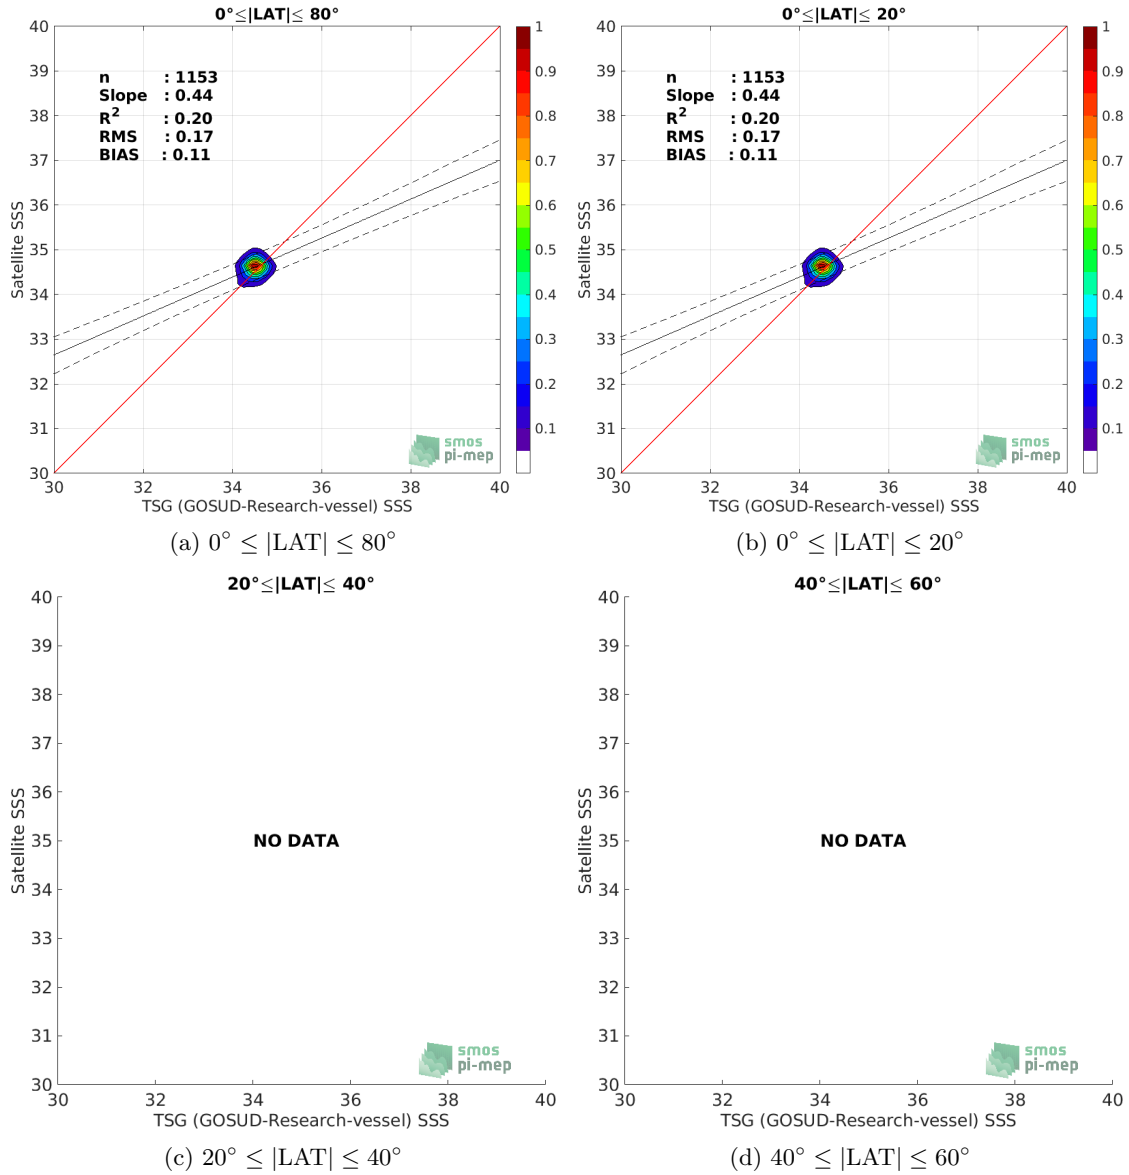 0°≤|LAT|≤ 80°
40
39
38
37
36
35
34
33
32
31
30
Satellite SSS
n : 1153
Slope : 0.44
R² : 0.20
RMS : 0.17
BIAS : 0.11
smos
pi-mep
30 32 34 36 38 40
TSG (GOSUD-Research-vessel) SSS
1
0.9
0.8
0.7
0.6
0.5
0.4
0.3
0.2
0.1
(a) 0° ≤ |LAT| ≤ 80°
0°≤|LAT|≤ 20°
40
39
38
37
36
35
34
33
32
31
30
Satellite SSS
n : 1153
Slope : 0.44
R² : 0.20
RMS : 0.17
BIAS : 0.11
smos
pi-mep
30 32 34 36 38 40
TSG (GOSUD-Research-vessel) SSS
1
0.9
0.8
0.7
0.6
0.5
0.4
0.3
0.2
0.1
(b) 0° ≤ |LAT| ≤ 20°
20°≤|LAT|≤ 40°
40
39
38
37
36
35
34
33
32
31
30
Satellite SSS
NO DATA
smos
pi-mep
30 32 34 36 38 40
TSG (GOSUD-Research-vessel) SSS
(c) 20° ≤ |LAT| ≤ 40°
40°≤|LAT|≤ 60°
40
39
38
37
36
35
34
33
32
31
30
Satellite SSS
NO DATA
smos
pi-mep
30 32 34 36 38 40
TSG (GOSUD-Research-vessel) SSS
(d) 40° ≤ |LAT| ≤ 60°